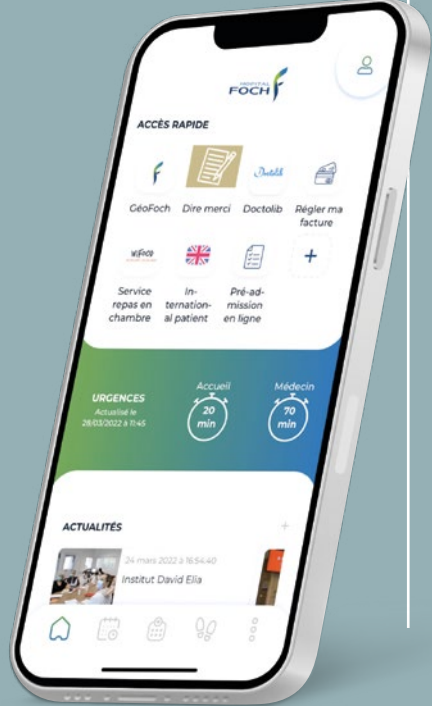 HOPITAL
FOCH
ACCÈS RAPIDE
GéoFoch Dire merci Doctolib Régler ma
facture
Doctolib
ViFoch
Service In- Pré-ad-
repas en ternation- mission
chambre al patient en ligne
+
URGENCES
Actualisé le
28/03/2022 à 11:45
Accueil
20
min
Médecin
70
min
ACTUALITÉS +
24 mars 2022 à 16:54:40
Institut David Elia